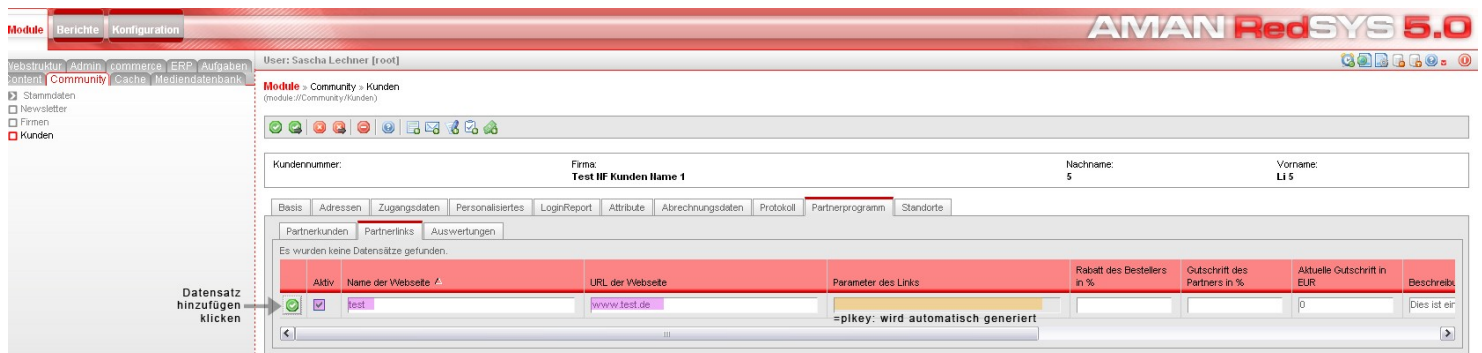 Module Berichte Konfiguration
AMAN RedSYS 5.0
Webstruktur Admin commerce ERP Aufgaben
Content Community Cache Mediendatenbank
Stammdaten
Newsletter
Firmen
Kunden
User: Sascha Lechner [root]
Module » Community » Kunden
(module://Community/Kunden)
Kundennummer: Firma: Nachname: Vorname:
Test NF Kunden Name 1 5 Li 5
Basis Adressen Zugangsdaten Personalisiertes LoginReport Attribute Abrechnungsdaten Protokoll Partnerprogramm Standorte
Partnerkunden Partnerlinks Auswertungen
Es wurden keine Datensätze gefunden.
Aktiv Name der Webseite URL der Webseite Parameter des Links Rabatt des Bestellers in % Gutschrift des Partners in % Aktuelle Gutschrift in EUR Beschreibu
test www.test.de 0 Dies ist ein
=plkey: wird automatisch generiert
Datensatz
hinzufügen
klicken